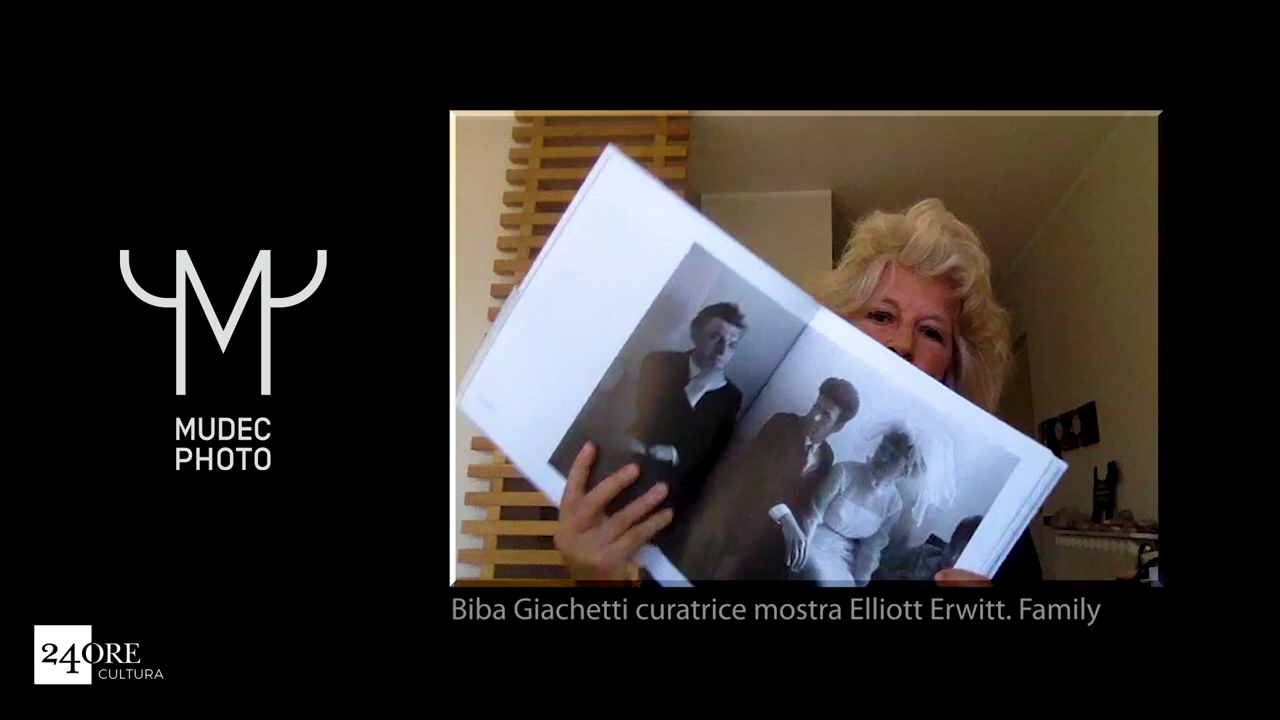 MUDEC
PHOTO
Biba Giachetti curatrice mostra Elliott Erwitt. Family
24ORE
CULTURA